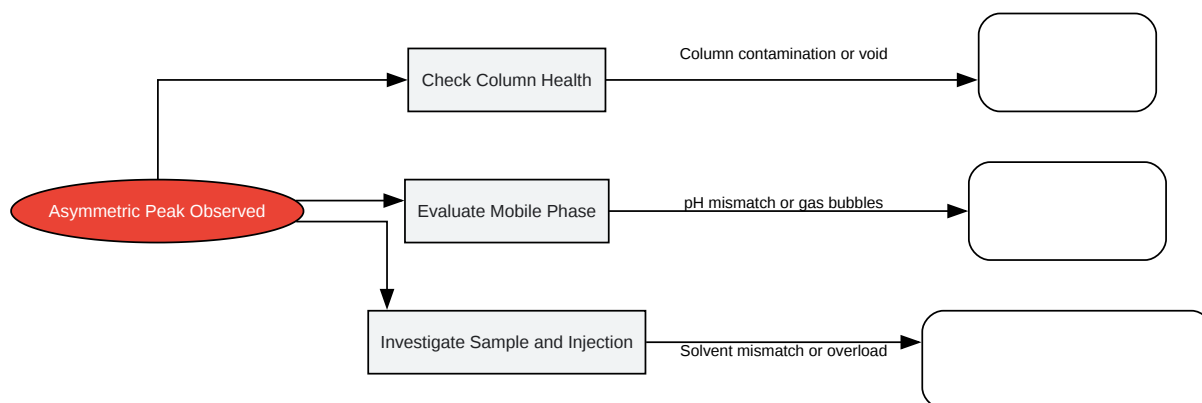 Column contamination or void
Check Column Health
Asymmetric Peak Observed
Evaluate Mobile Phase
pH mismatch or gas bubbles
Investigate Sample and Injection
Solvent mismatch or overload